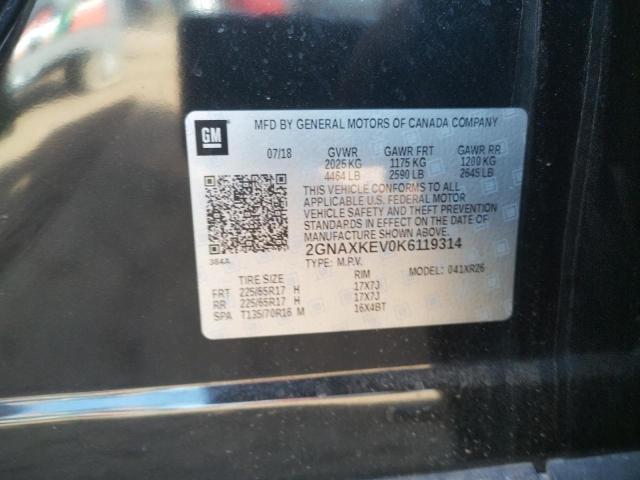 GM
MFD BY GENERAL MOTORS OF CANADA COMPANY
07/18 GVWR GAWR FRT GAWR RR
2025 KG 1175 KG 1200 KG
4464 LB 2590 LB 2645 LB
THIS VEHICLE CONFORMS TO ALL
APPLICABLE U.S. FEDERAL MOTOR
VEHICLE SAFETY AND THEFT PREVENTION
STANDARDS IN EFFECT ON THE DATE OF
MANUFACTURE SHOWN ABOVE.
384A 2GNAXKEV0K6119314
TYPE: M.P.V. MODEL: 041XR26
TIRE SIZE RIM
FRT 225/65R17 H 17X7J
RR 225/65R17 H 17X7J
SPA T135/70R16 M 16X4BT